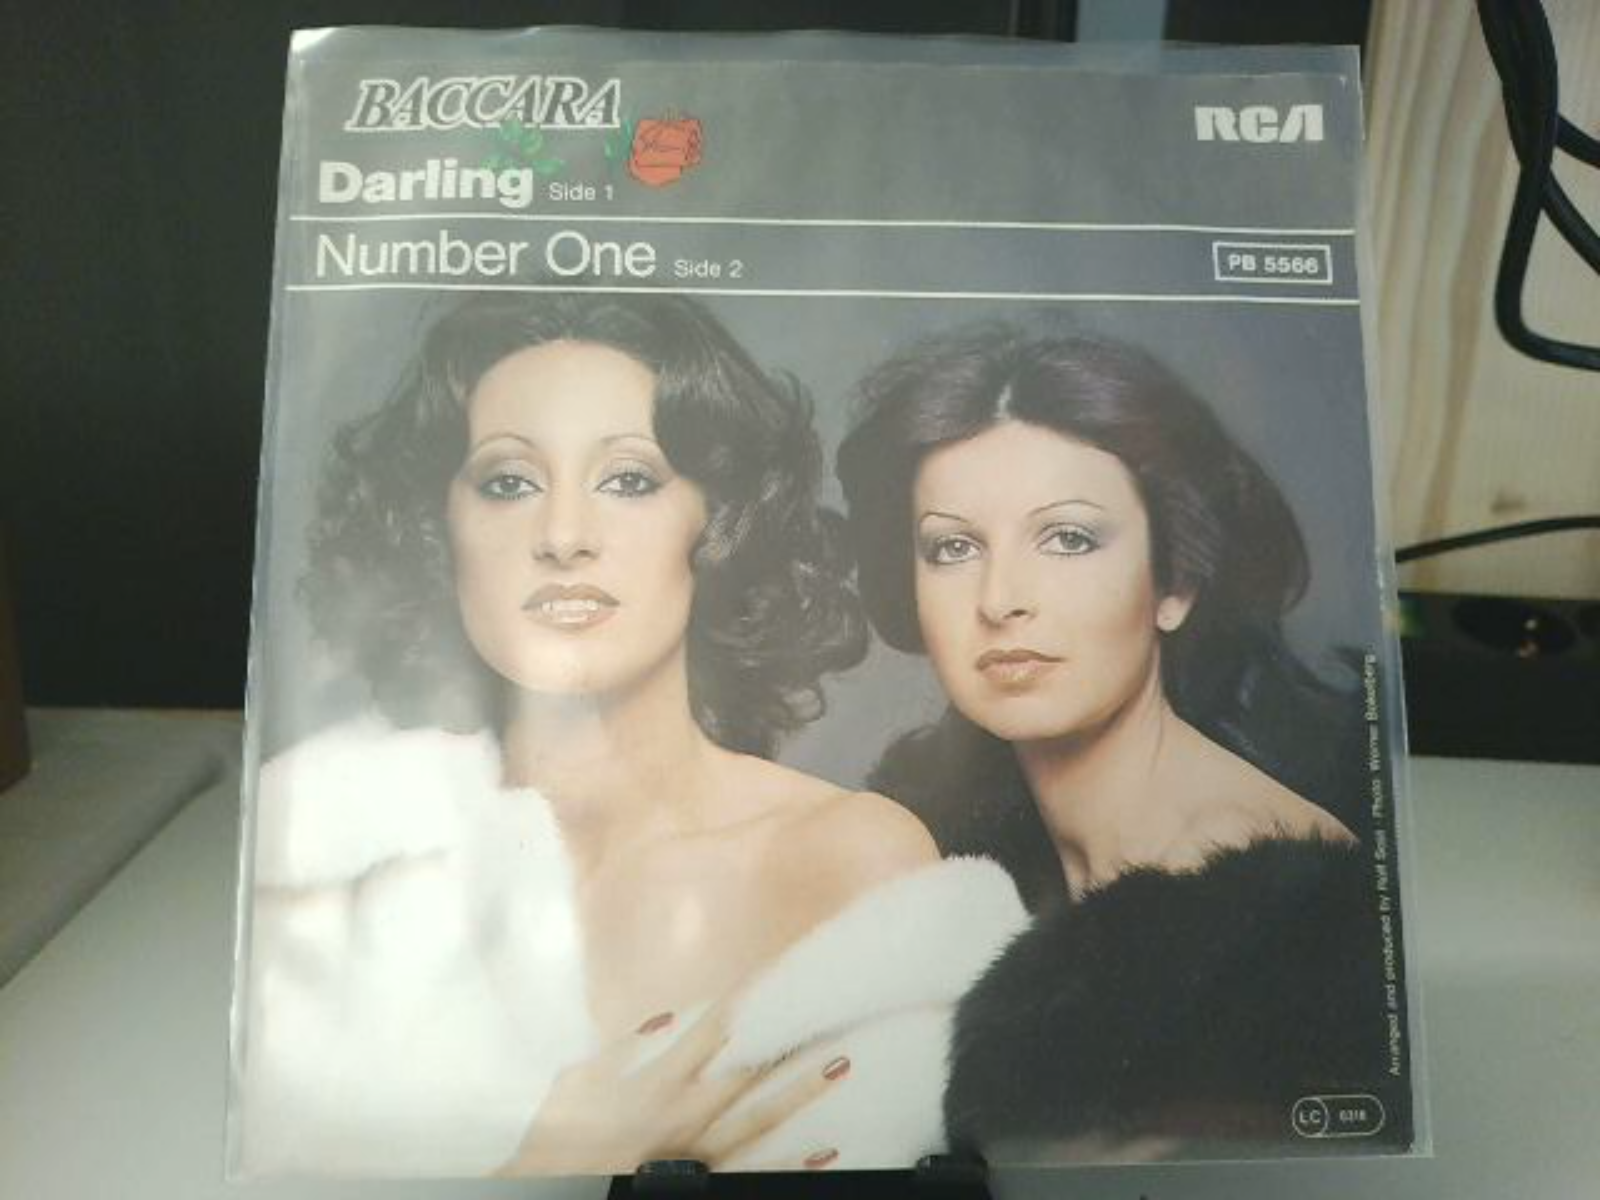 BACCARA
RCA
Darling Side 1
Number One Side 2
PB 5566
Arranged and produced by Rolf Soja · Photo: Werner Bokelberg
LC 0316